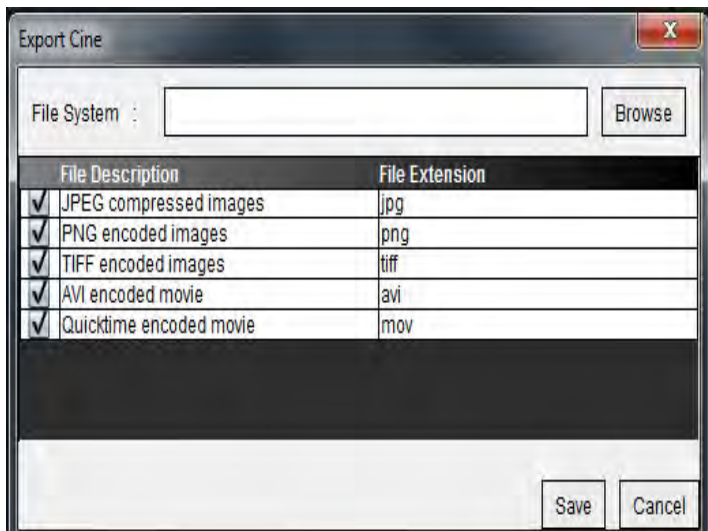 Export Cine
X
File System :
Browse
File Description File Extension
JPEG compressed images jpg
PNG encoded images png
TIFF encoded images tiff
AVI encoded movie avi
Quicktime encoded movie mov
Save Cancel